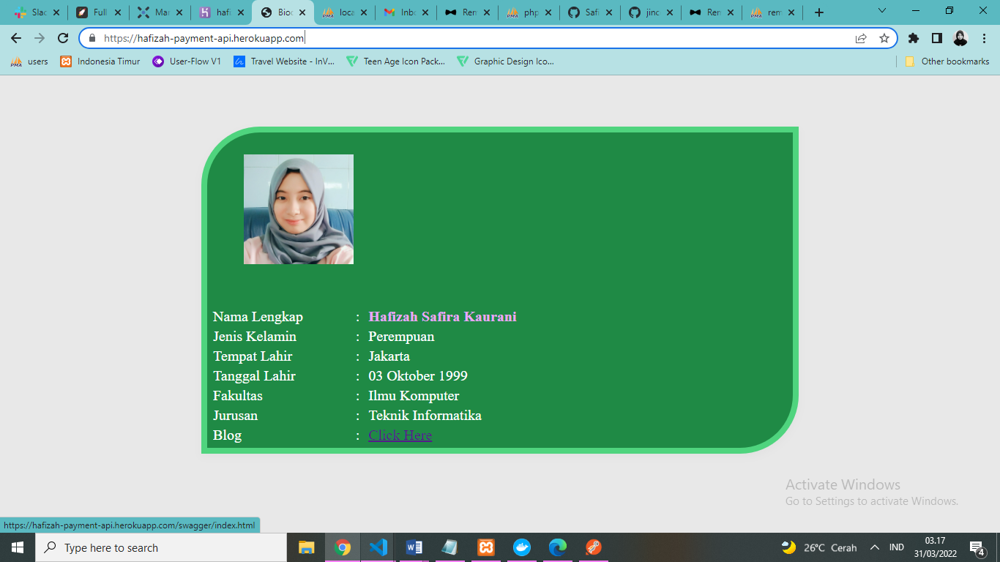 Slac
Full
Mar
hafi
Biod
loca
Inbo
Rem
php
Safi
jinc
Ren
rem
https://hafizah-payment-api.herokuapp.com
PMA users
Indonesia Timur
User-Flow V1
Travel Website - InV...
Teen Age Icon Pack...
Graphic Design Ico...
Other bookmarks
Nama Lengkap : Hafizah Safira Kaurani
Jenis Kelamin : Perempuan
Tempat Lahir : Jakarta
Tanggal Lahir : 03 Oktober 1999
Fakultas : Ilmu Komputer
Jurusan : Teknik Informatika
Blog : Click Here
Activate Windows
Go to Settings to activate Windows.
https://hafizah-payment-api.herokuapp.com/swagger/index.html
Type here to search
26°C Cerah
IND
03.17
31/03/2022
4